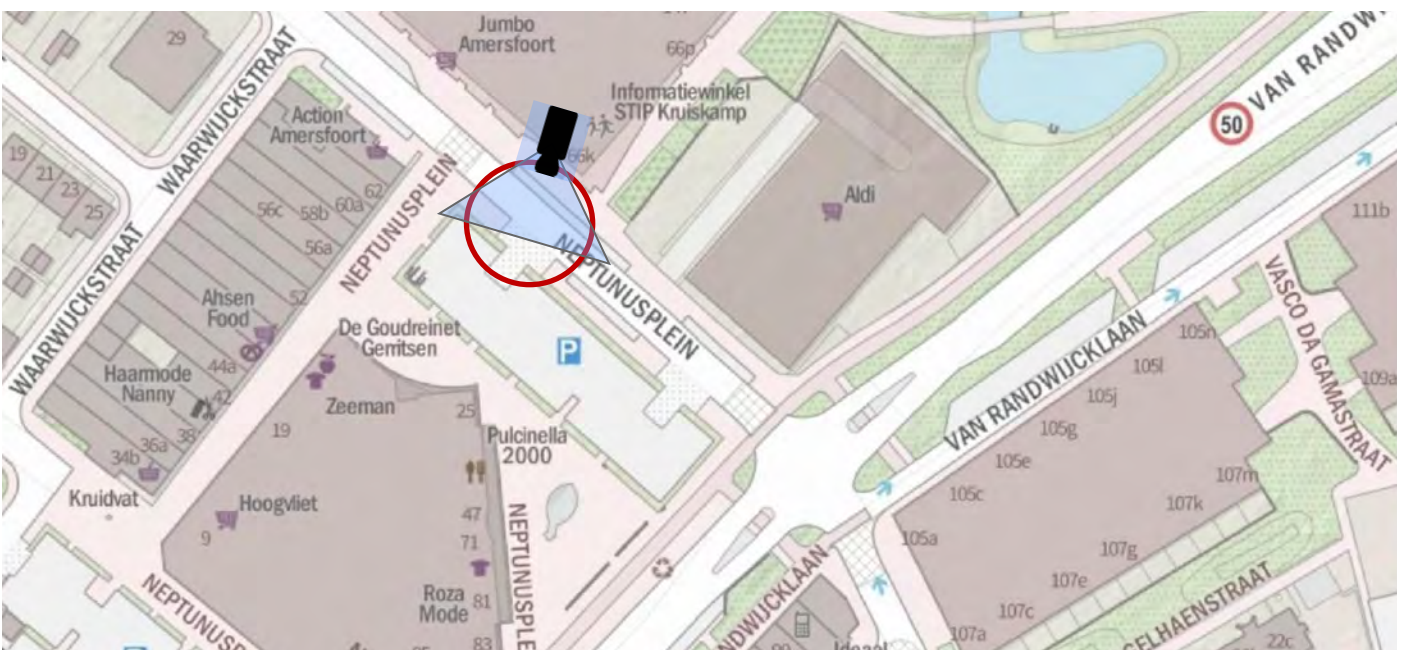 Jumbo
Amersfoort
66p
29
WAARWIJCKSTRAAT
Action
Amersfoort
Informatiewinkel
STIP Kruiskamp
66k
VAN RANDW
50
19
21
23
25
62
60a
58b
56c
56a
NEPTUNUSPLEIN
Aldi
111b
WAARWIJCKSTRAAT
NEPTUNUSPLEIN
VASCO DA GAMASTRAAT
Ahsen
Food
52
44a
42
38
36a
34b
Haarmode
Nanny
De Goudreinet
Gerritsen
Zeeman
25
19
P
VAN RANDWIJCKLAAN
105n
105l
105j
105g
105e
105c
105a
109a
107m
107k
107g
107e
107c
107a
Pulcinella
2000
Kruidvat
Hoogvliet
9
47
71
81
83
NEPTUNUSPLE
Roza
Mode
NEPTUNUSP
NDWIJCKLAAN
GELHAENSTRAAT
22c